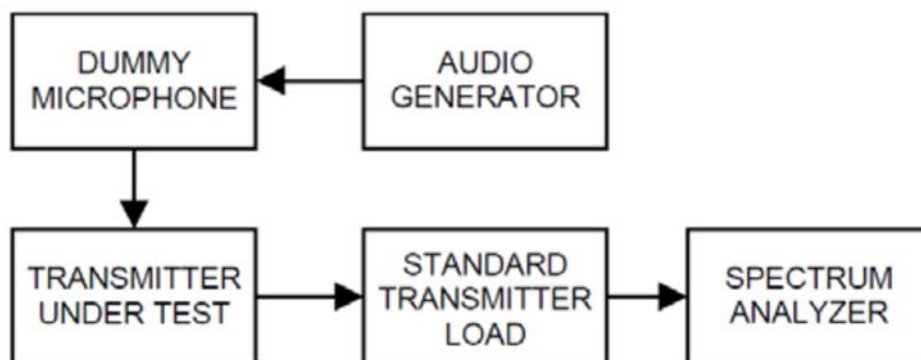 DUMMY
MICROPHONE
AUDIO
GENERATOR
TRANSMITTER
UNDER TEST
STANDARD
TRANSMITTER
LOAD
SPECTRUM
ANALYZER